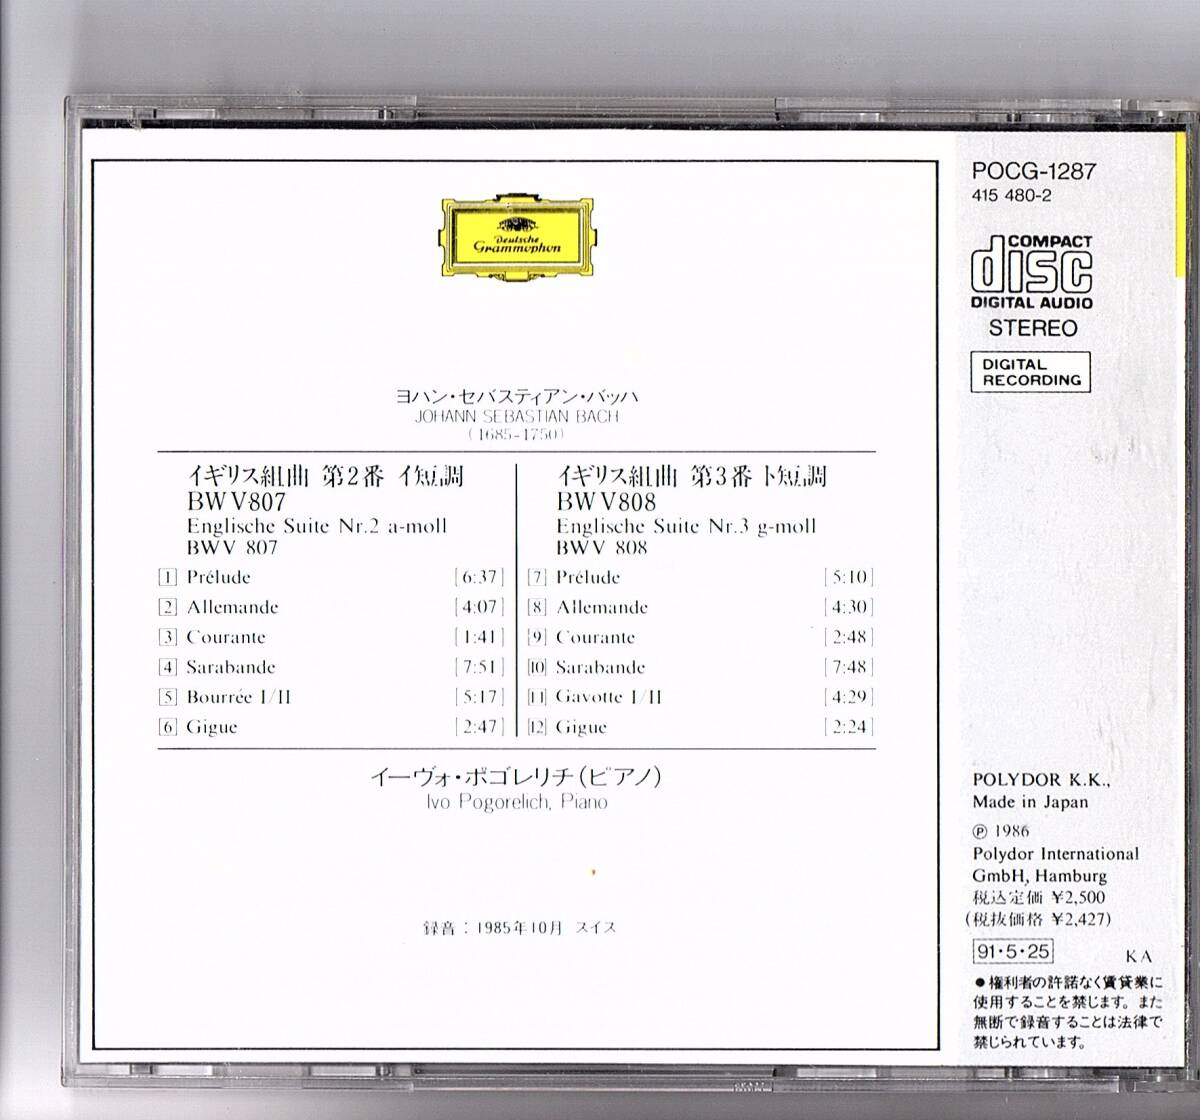 Deutsche
Grammophon
ヨハン・セバスティアン・バッハ
JOHANN SEBASTIAN BACH
(1685-1750)
イギリス組曲 第2番 イ短調
BWV807
Englische Suite Nr.2 a-moll
BWV 807
1 Prélude [6:37]
2 Allemande [4:07]
3 Courante [1:41]
4 Sarabande [7:51]
5 Bourrée I/II [5:17]
6 Gigue [2:47]
イギリス組曲 第3番 ト短調
BWV808
Englische Suite Nr.3 g-moll
BWV 808
7 Prélude [5:10]
8 Allemande [4:30]
9 Courante [2:48]
10 Sarabande [7:48]
11 Gavotte I/II [4:29]
12 Gigue [2:24]
イーヴォ・ポゴレリチ(ピアノ)
Ivo Pogorelich, Piano
録音：1985年10月 スイス
POCG-1287
415 480-2
COMPACT
disc
DIGITAL AUDIO
STEREO
DIGITAL
RECORDING
POLYDOR K.K.,
Made in Japan
℗ 1986
Polydor International
GmbH, Hamburg
税込定価 ¥2,500
(税抜価格 ¥2,427)
91・5・25
KA
●権利者の許諾なく賃貸業に
使用することを禁じます。また
無断で録音することは法律で
禁じられています。